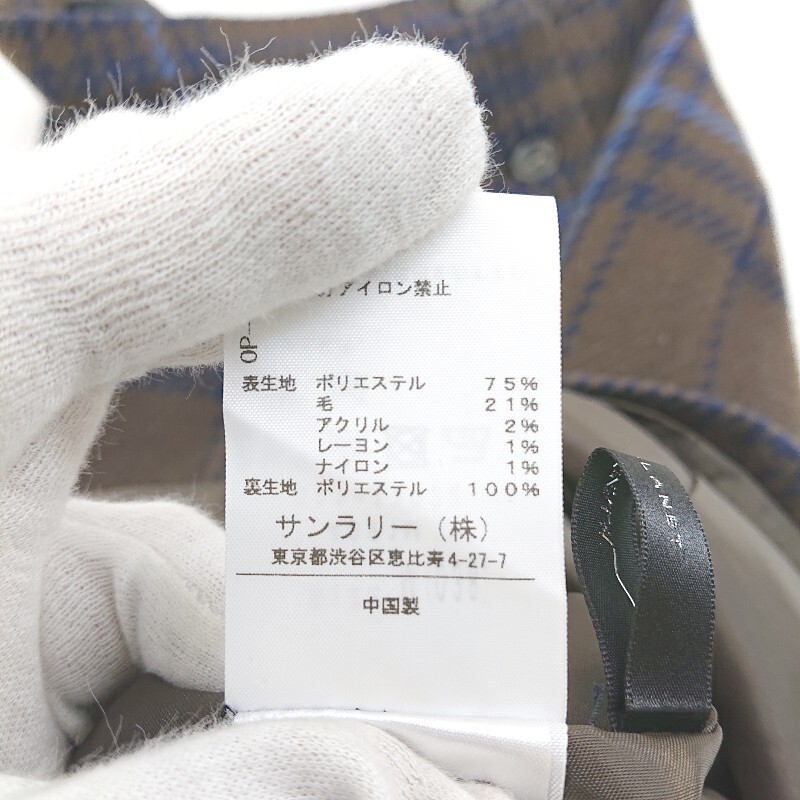 アイロン禁止
OP-
表生地 ポリエステル 75%
毛 21%
アクリル 2%
レーヨン 1%
ナイロン 1%
裏生地 ポリエステル 100%
サンラリー（株）
東京都渋谷区恵比寿4-27-7
中国製
LANET